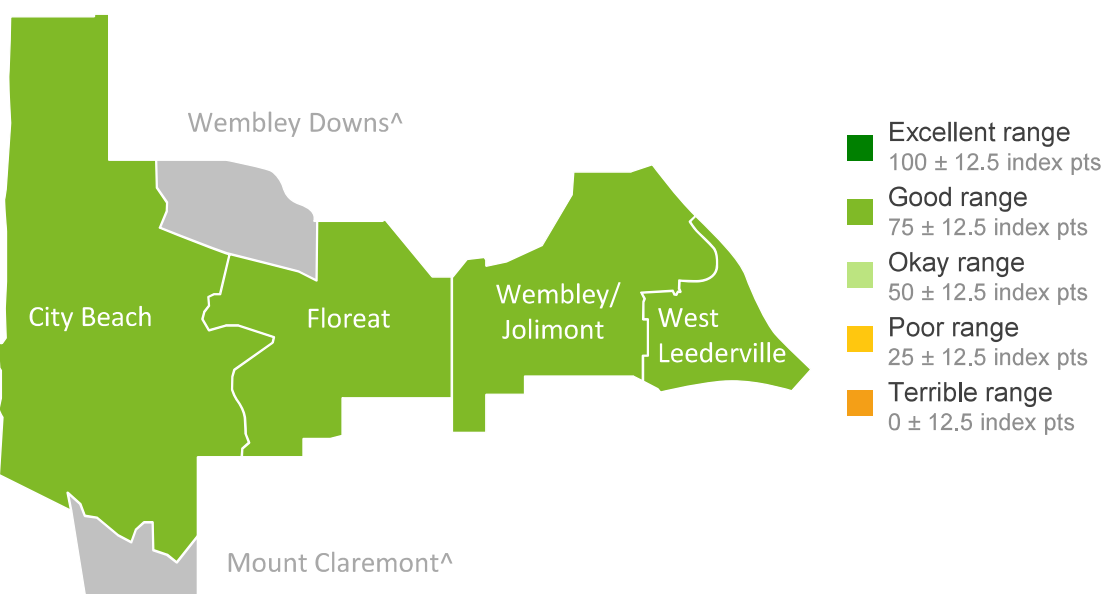 Wembley Downs^
City Beach
Floreat
Wembley/
Jolimont
West
Leederville
Mount Claremont^
Excellent range
100 ± 12.5 index pts
Good range
75 ± 12.5 index pts
Okay range
50 ± 12.5 index pts
Poor range
25 ± 12.5 index pts
Terrible range
0 ± 12.5 index pts